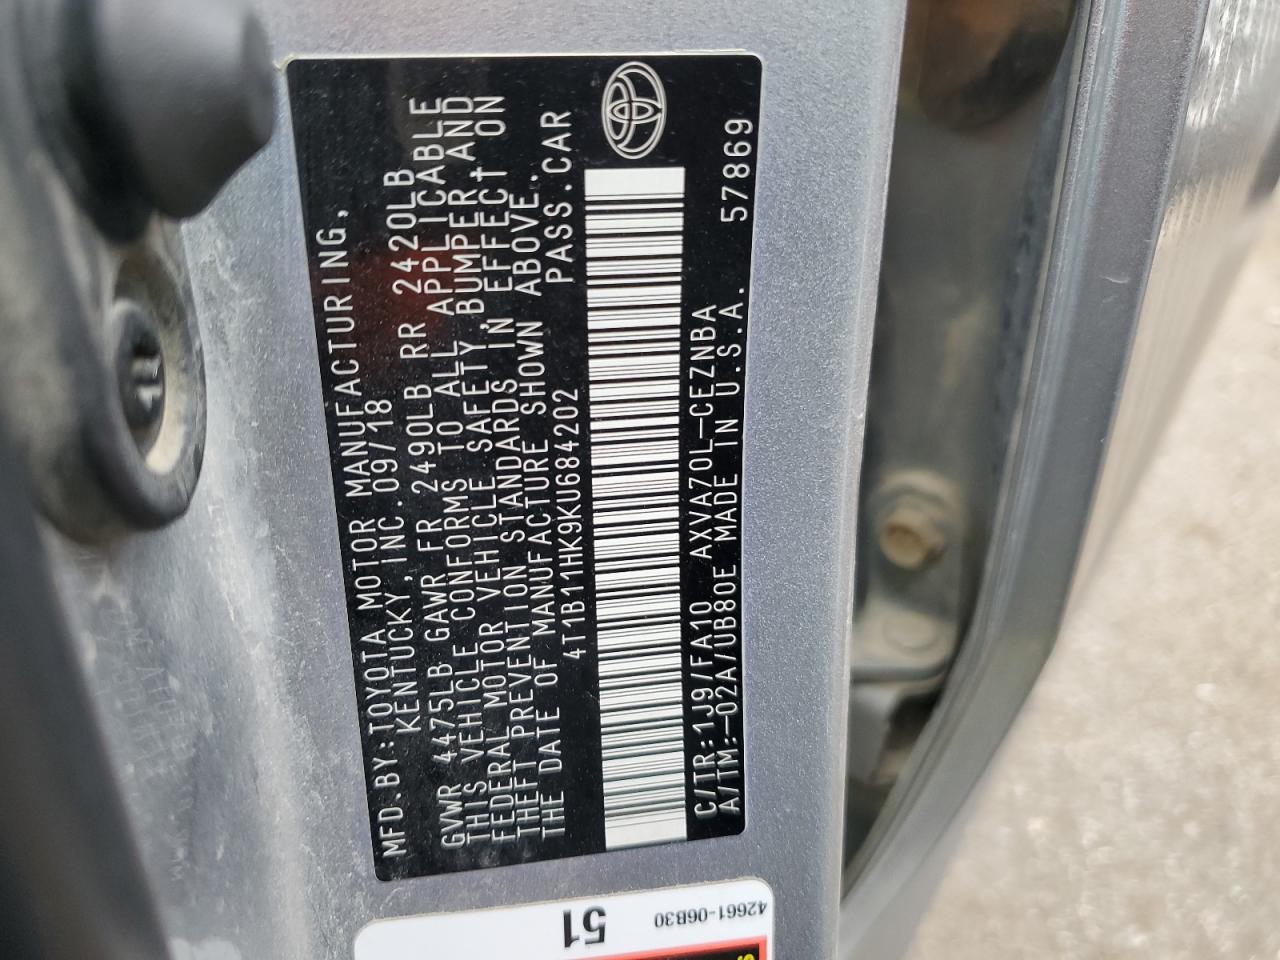 MFD.BY:TOYOTA MOTOR MANUFACTURING,
KENTUCKY,INC.09/18
GVWR 4475LB GAWR FR 2490LB RR 2420LB
THIS VEHICLE CONFORMS TO ALL APPLICABLE
FEDERAL MOTOR VEHICLE SAFETY,BUMPER,AND
THEFT PREVENTION STANDARDS IN EFFECT ON
THE DATE OF MANUFACTURE SHOWN ABOVE.
4T1B11HK9KU684202 PASS.CAR
C/TR:1J9/FA10 AXVA70L-CEZNBA 57869
A/TM:-02A/UB80E MADE IN U.S.A.
51
42661-06B30